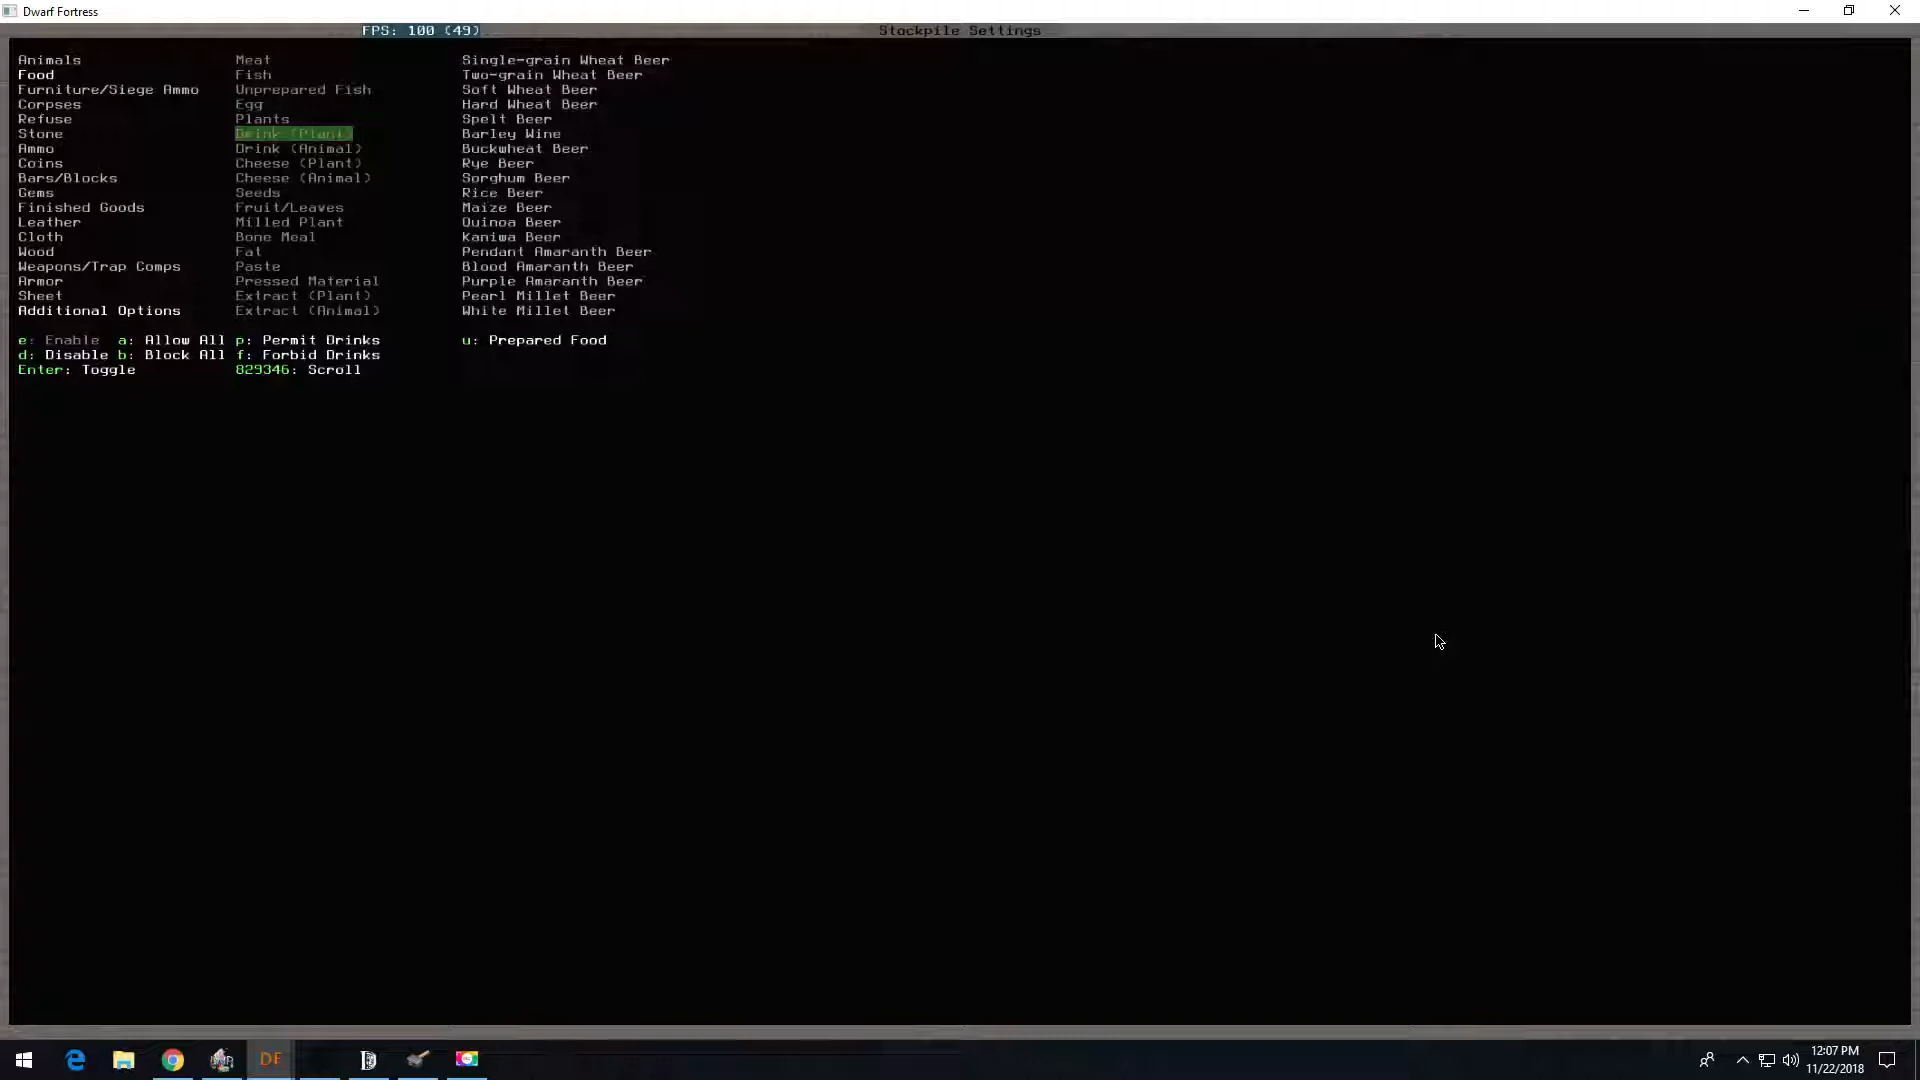 Dwarf Fortress
FPS: 100 (49) Stockpile Settings
Animals Meat Single-grain Wheat Beer
Food Fish Two-grain Wheat Beer
Furniture/Siege Ammo Unprepared Fish Soft Wheat Beer
Corpses Egg Hard Wheat Beer
Refuse Plants Spelt Beer
Stone Drink (Plant) Barley Wine
Ammo Drink (Animal) Buckwheat Beer
Coins Cheese (Plant) Rye Beer
Bars/Blocks Cheese (Animal) Sorghum Beer
Gems Seeds Rice Beer
Finished Goods Fruit/Leaves Maize Beer
Leather Milled Plant Quinoa Beer
Cloth Bone Meal Kaniwa Beer
Wood Fat Pendant Amaranth Beer
Weapons/Trap Comps Paste Blood Amaranth Beer
Armor Pressed Material Purple Amaranth Beer
Sheet Extract (Plant) Pearl Millet Beer
Additional Options Extract (Animal) White Millet Beer
e: Enable a: Allow All p: Permit Drinks u: Prepared Food
d: Disable b: Block All f: Forbid Drinks
Enter: Toggle 829346: Scroll
DF
12:07 PM
11/22/2018